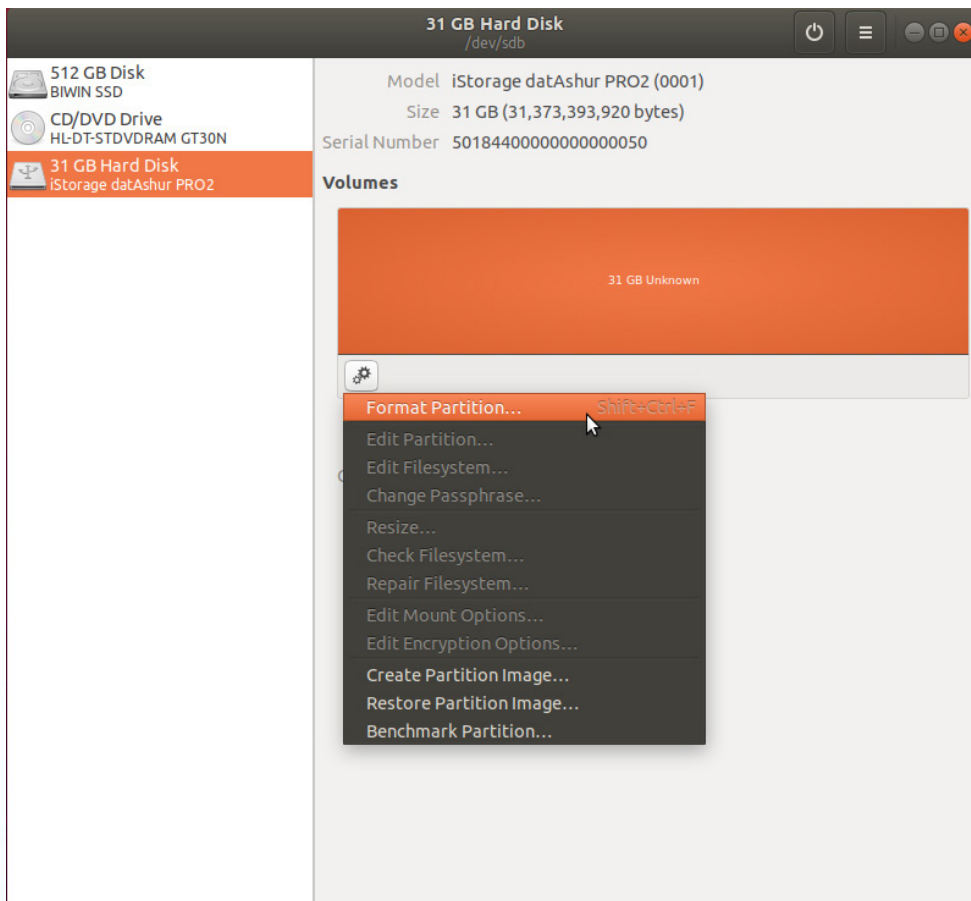 31 GB Hard Disk
/dev/sdb
512 GB Disk
BIWIN SSD
CD/DVD Drive
HL-DT-STDVDRAM GT30N
31 GB Hard Disk
iStorage datAshur PRO2
Model iStorage datAshur PRO2 (0001)
Size 31 GB (31,373,393,920 bytes)
Serial Number 50184400000000000050
Volumes
31 GB Unknown
Format Partition... Shift+Ctrl+F
Edit Partition...
Edit Filesystem...
Change Passphrase...
Resize...
Check Filesystem...
Repair Filesystem...
Edit Mount Options...
Edit Encryption Options...
Create Partition Image...
Restore Partition Image...
Benchmark Partition...